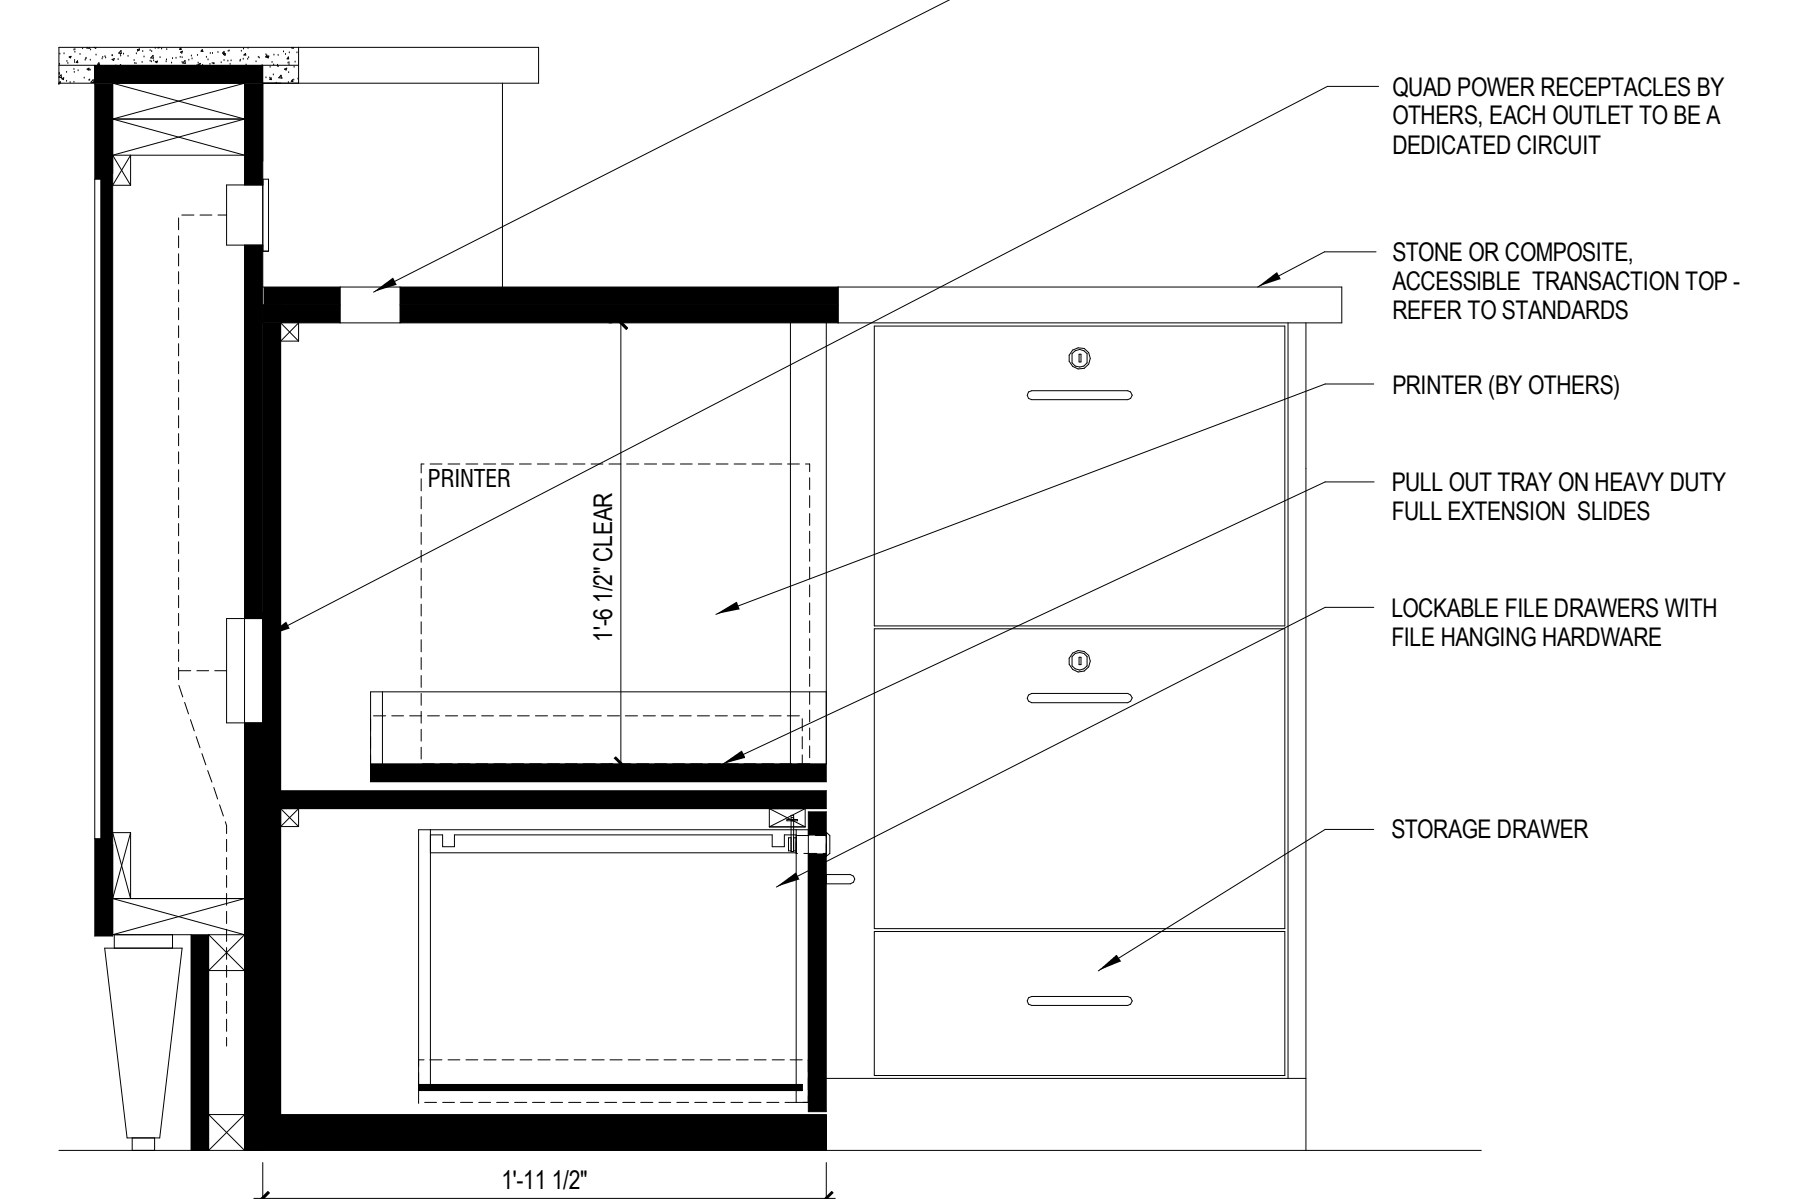 QUAD POWER RECEPTACLES BY
OTHERS, EACH OUTLET TO BE A
DEDICATED CIRCUIT
STONE OR COMPOSITE,
ACCESSIBLE TRANSACTION TOP -
REFER TO STANDARDS
PRINTER (BY OTHERS)
PRINTER
PULL OUT TRAY ON HEAVY DUTY
FULL EXTENSION SLIDES
1'-6 1/2" CLEAR
LOCKABLE FILE DRAWERS WITH
FILE HANGING HARDWARE
STORAGE DRAWER
1'-11 1/2"